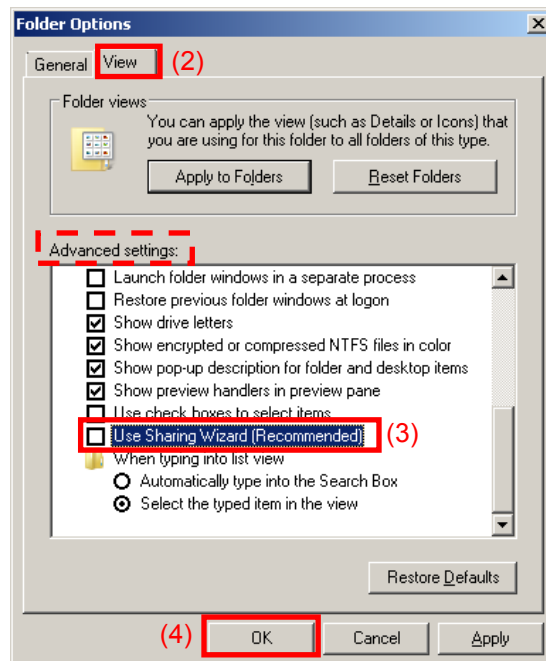 Folder Options
General
View
(2)
Folder views
You can apply the view (such as Details or Icons) that
you are using for this folder to all folders of this type.
Apply to Folders
Reset Folders
Advanced settings:
Launch folder windows in a separate process
Restore previous folder windows at logon
Show drive letters
Show encrypted or compressed NTFS files in color
Show pop-up description for folder and desktop items
Show preview handlers in preview pane
Use check boxes to select items
Use Sharing Wizard (Recommended)
(3)
When typing into list view
Automatically type into the Search Box
Select the typed item in the view
Restore Defaults
(4)
OK
Cancel
Apply